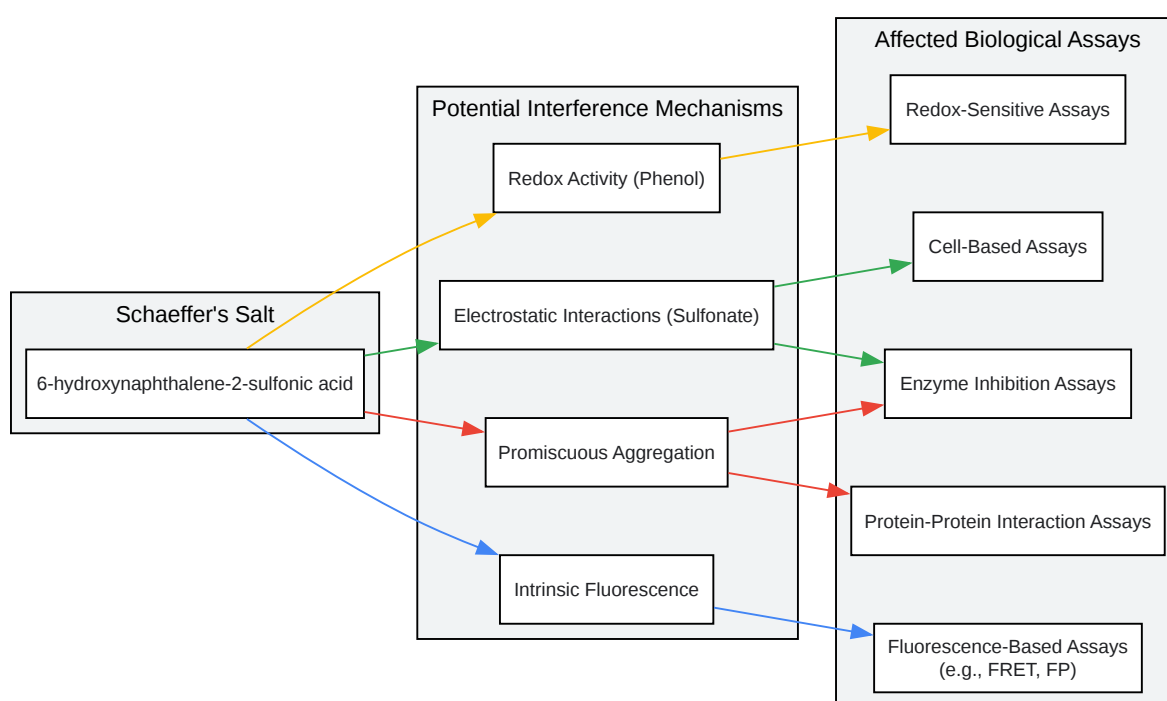 Schaeffer's Salt
6-hydroxynaphthalene-2-sulfonic acid
Potential Interference Mechanisms
Redox Activity (Phenol)
Electrostatic Interactions (Sulfonate)
Promiscuous Aggregation
Intrinsic Fluorescence
Affected Biological Assays
Redox-Sensitive Assays
Cell-Based Assays
Enzyme Inhibition Assays
Protein-Protein Interaction Assays
Fluorescence-Based Assays
(e.g., FRET, FP)